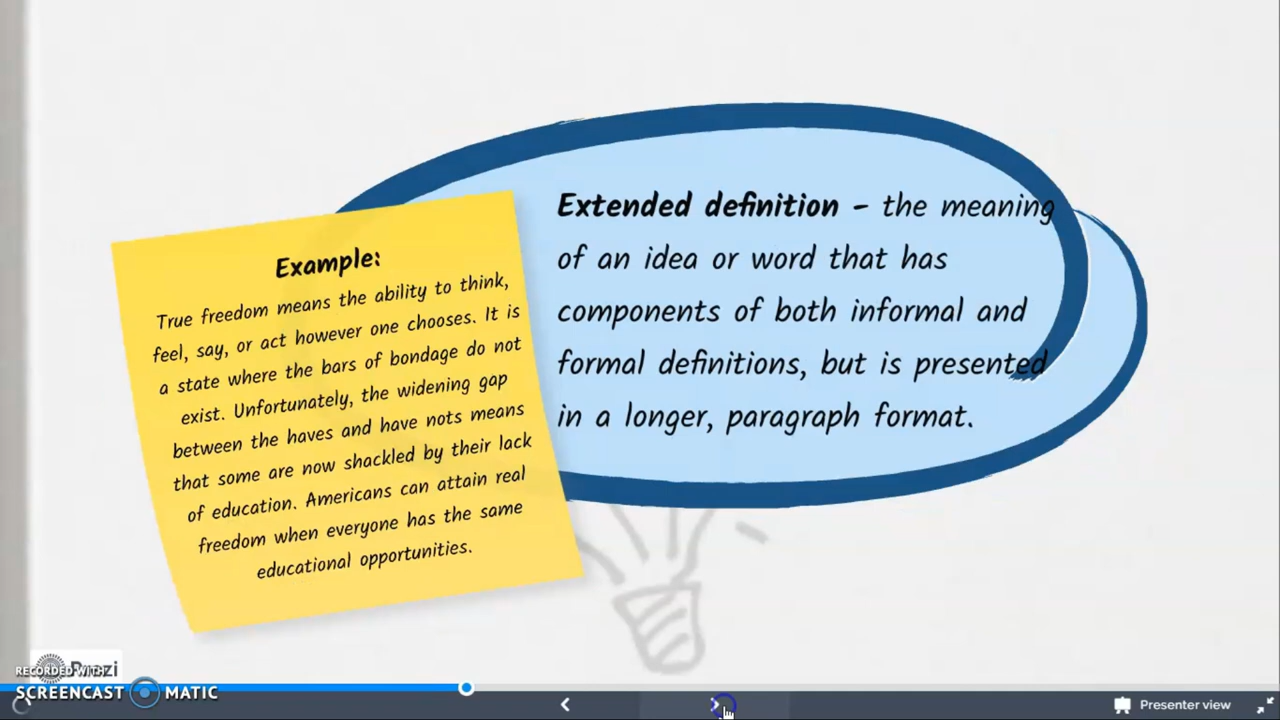 Example:
True freedom means the ability to think,
feel, say, or act however one chooses. It is
a state where the bars of bondage do not
exist. Unfortunately, the widening gap
between the haves and have nots means
that some are now shackled by their lack
of education. Americans can attain real
freedom when everyone has the same
educational opportunities.
Extended definition - the meaning
of an idea or word that has
components of both informal and
formal definitions, but is presented
in a longer, paragraph format.
Prezi
RECORDED WITH
SCREENCAST MATIC
Presenter view